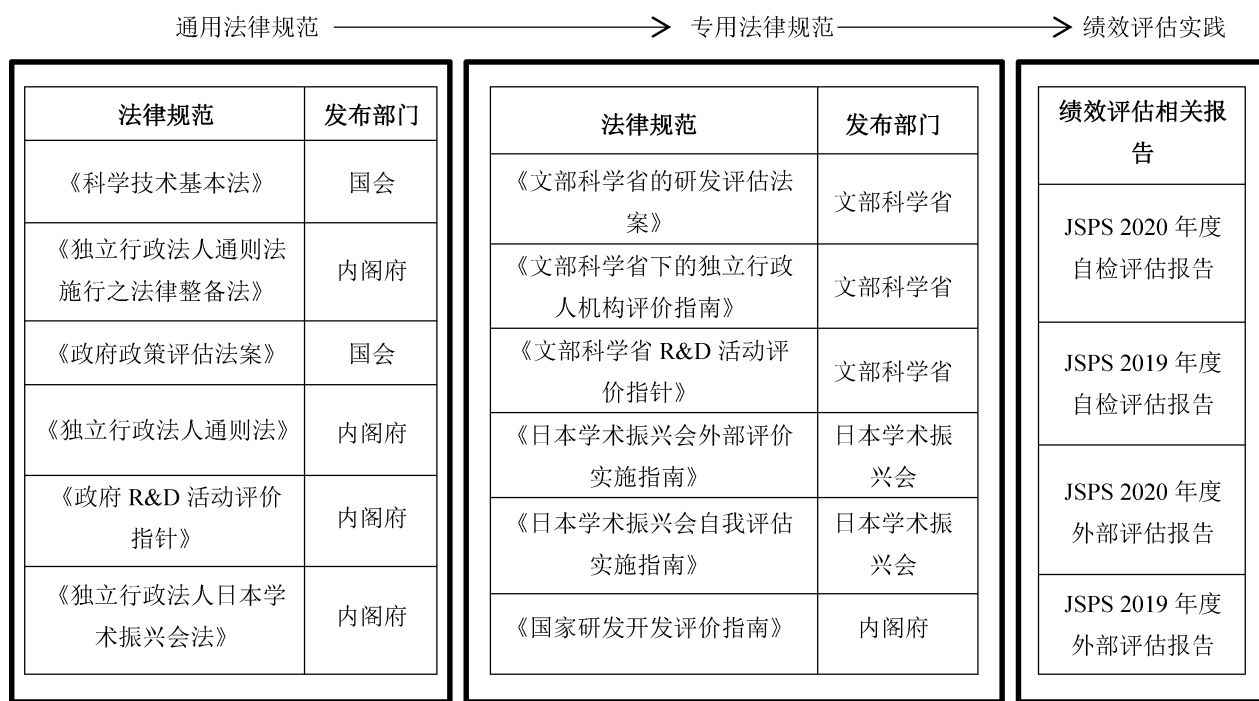 通用法律规范
专用法律规范
绩效评估实践
法律规范
发布部门
《科学技术基本法》
国会
《独立行政法人通则法
施行之法律整备法》
内阁府
《政府政策评估法案》
国会
《独立行政法人通则法》
内阁府
《政府 R&D 活动评价
指针》
内阁府
《独立行政法人日本学
术振兴会法》
内阁府
法律规范
发布部门
《文部科学省的研发评估法
案》
文部科学省
《文部科学省下的独立行政
人机构评价指南》
文部科学省
《文部科学省 R&D 活动评
价指针》
文部科学省
《日本学术振兴会外部评价
实施指南》
日本学术振
兴会
《日本学术振兴会自我评估
实施指南》
日本学术振
兴会
《国家研发开发评价指南》
内阁府
绩效评估相关报
告
JSPS 2020 年度
自检评估报告
JSPS 2019 年度
自检评估报告
JSPS 2020 年度
外部评估报告
JSPS 2019 年度
外部评估报告